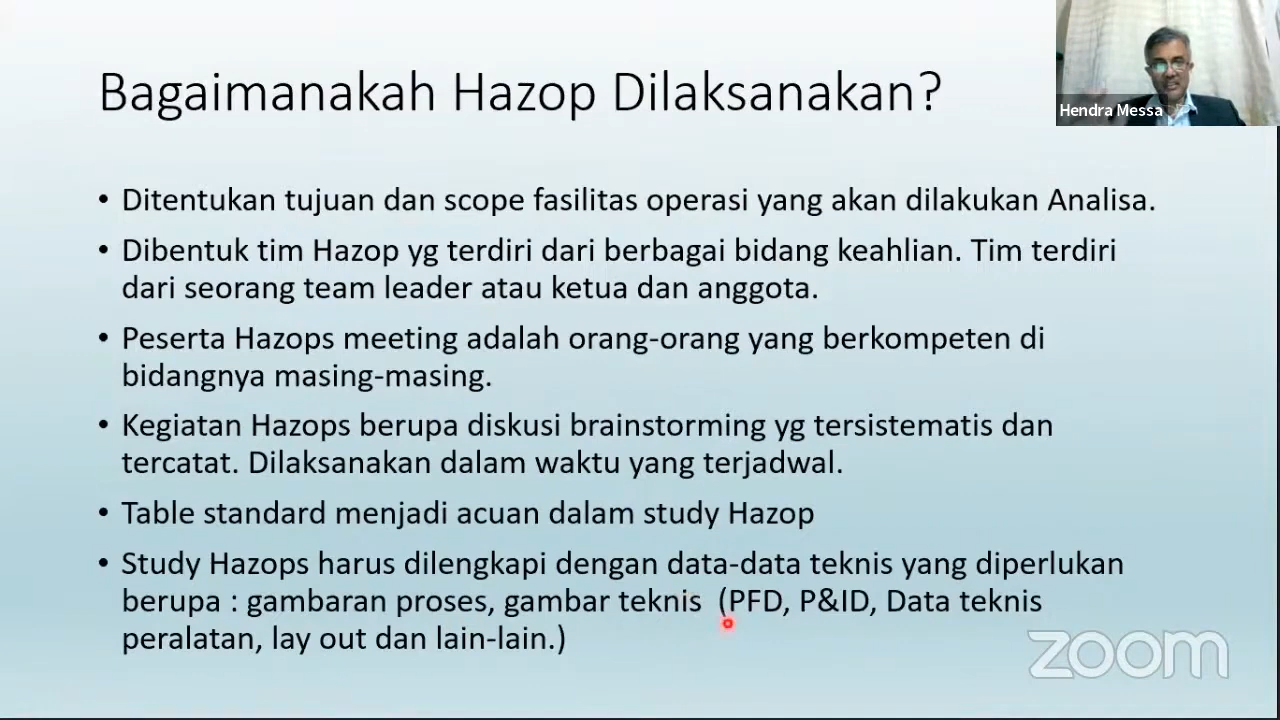 Bagaimanakah Hazop Dilaksanakan?
Hendra Messa
• Ditentukan tujuan dan scope fasilitas operasi yang akan dilakukan Analisa.
• Dibentuk tim Hazop yg terdiri dari berbagai bidang keahlian. Tim terdiri
dari seorang team leader atau ketua dan anggota.
• Peserta Hazops meeting adalah orang-orang yang berkompeten di
bidangnya masing-masing.
• Kegiatan Hazops berupa diskusi brainstorming yg tersistematis dan
tercatat. Dilaksanakan dalam waktu yang terjadwal.
• Table standard menjadi acuan dalam study Hazop
• Study Hazops harus dilengkapi dengan data-data teknis yang diperlukan
berupa : gambaran proses, gambar teknis  (PFD, P&ID, Data teknis
peralatan, lay out dan lain-lain.)
zoom